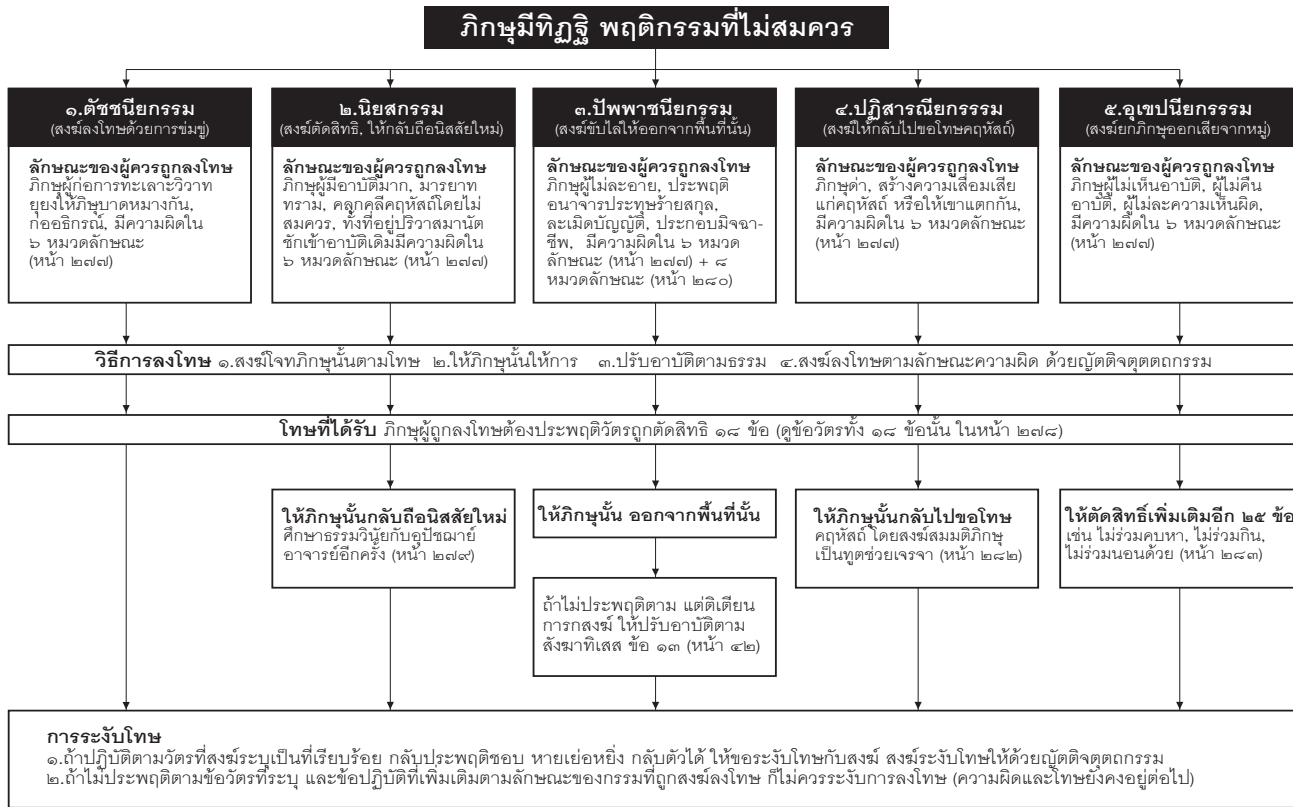 ภิกษุมีทิฏฐิ พฤติกรรมที่ไม่สมควร
๑.ตัชชนียกรรม
(สงฆ์ลงโทษด้วยการข่มขู่)
ลักษณะของผู้ควรถูกลงโทษ
ภิกษุผู้ก่อการทะเลาะวิวาท
ยุยงให้ภิษุบาดหมางกัน,
ก่ออธิกรณ์, มีความผิดใน
๖ หมวดลักษณะ
(หน้า ๒๗๗)
๒.นิยสกรรม
(สงฆ์ตัดสิทธิ, ให้กลับถือนิสสัยใหม่)
ลักษณะของผู้ควรถูกลงโทษ
ภิกษุผู้มีอาบัติมาก, มารยาท
ทราม, คลุกคลีคฤหัสถ์โดยไม่
สมควร, ทั้งที่อยู่ปริวาสมานัต
ชักเข้าอาบัติเดิมมีความผิดใน
๖ หมวดลักษณะ (หน้า ๒๗๗)
๓.ปัพพาชนียกรรม
(สงฆ์ขับไล่ให้ออกจากพื้นที่นั้น)
ลักษณะของผู้ควรถูกลงโทษ
ภิกษุผู้ไม่ละอาย, ประพฤติ
อนาจารประทุษร้ายสกุล,
ละเมิดบัญญัติ, ประกอบมิจฉา-
ชีพ, มีความผิดใน ๖ หมวด
ลักษณะ (หน้า ๒๗๗) + ๘
หมวดลักษณะ (หน้า ๒๘๐)
๔.ปฏิสารณียกรรรม
(สงฆ์ให้กลับไปขอโทษคฤหัสถ์)
ลักษณะของผู้ควรถูกลงโทษ
ภิกษุด่า, สร้างความเสื่อมเสีย
แก่คฤหัสถ์ หรือให้เขาแตกกัน,
มีความผิดใน ๖ หมวดลักษณะ
(หน้า ๒๗๗)
๕.อุเขปนียกรรรม
(สงฆ์ยกภิกษุออกเสียจากหมู่)
ลักษณะของผู้ควรถูกลงโทษ
ภิกษุผู้ไม่เห็นอาบัติ, ผู้ไม่คืน
อาบัติ, ผู้ไม่ละความเห็นผิด,
มีความผิดใน ๖ หมวดลักษณะ
(หน้า ๒๗๗)
วิธีการลงโทษ ๑.สงฆ์โจทภิกษุนั้นตามโทษ ๒.ให้ภิกษุนั้นให้การ ๓.ปรับอาบัติตามธรรม ๔.สงฆ์ลงโทษตามลักษณะความผิด ด้วยญัตติจตุตตถกรรม
โทษที่ได้รับ ภิกษุผู้ถูกลงโทษต้องประพฤติวัตรถูกตัดสิทธิ ๑๘ ข้อ (ดูข้อวัตรทั้ง ๑๘ ข้อนั้น ในหน้า ๒๗๘)
ให้ภิกษุนั้นกลับถือนิสสัยใหม่
ศึกษาธรรมวินัยกับอุปัชฌาย์
อาจารย์อีกครั้ง (หน้า ๒๗๙)
ให้ภิกษุนั้น ออกจากพื้นที่นั้น
ถ้าไม่ประพฤติตาม แต่ติเตียน
การกสงฆ์ ให้ปรับอาบัติตาม
สังฆาทิเสส ข้อ ๑๓ (หน้า ๔๒)
ให้ภิกษุนั้นกลับไปขอโทษ
คฤหัสถ์ โดยสงฆ์สมมติภิกษุ
เป็นทูตช่วยเจรจา (หน้า ๒๘๒)
ให้ตัดสิทธิ์เพิ่มเติมอีก ๒๕ ข้อ
เช่น ไม่ร่วมคบหา, ไม่ร่วมกิน,
ไม่ร่วมนอนด้วย (หน้า ๒๘๓)
การระงับโทษ
๑.ถ้าปฏิบัติตามวัตรที่สงฆ์ระบุเป็นที่เรียบร้อย กลับประพฤติชอบ หายเย่อหยิ่ง กลับตัวได้ ให้ขอระงับโทษกับสงฆ์ สงฆ์ระงับโทษให้ด้วยญัตติจตุตถกรรม
๒.ถ้าไม่ประพฤติตามข้อวัตรที่ระบุ และข้อปฏิบัติที่เพิ่มเติมตามลักษณะของกรรมที่ถูกสงฆ์ลงโทษ ก็ไม่ควรระงับการลงโทษ (ความผิดและโทษยังคงอยู่ต่อไป)